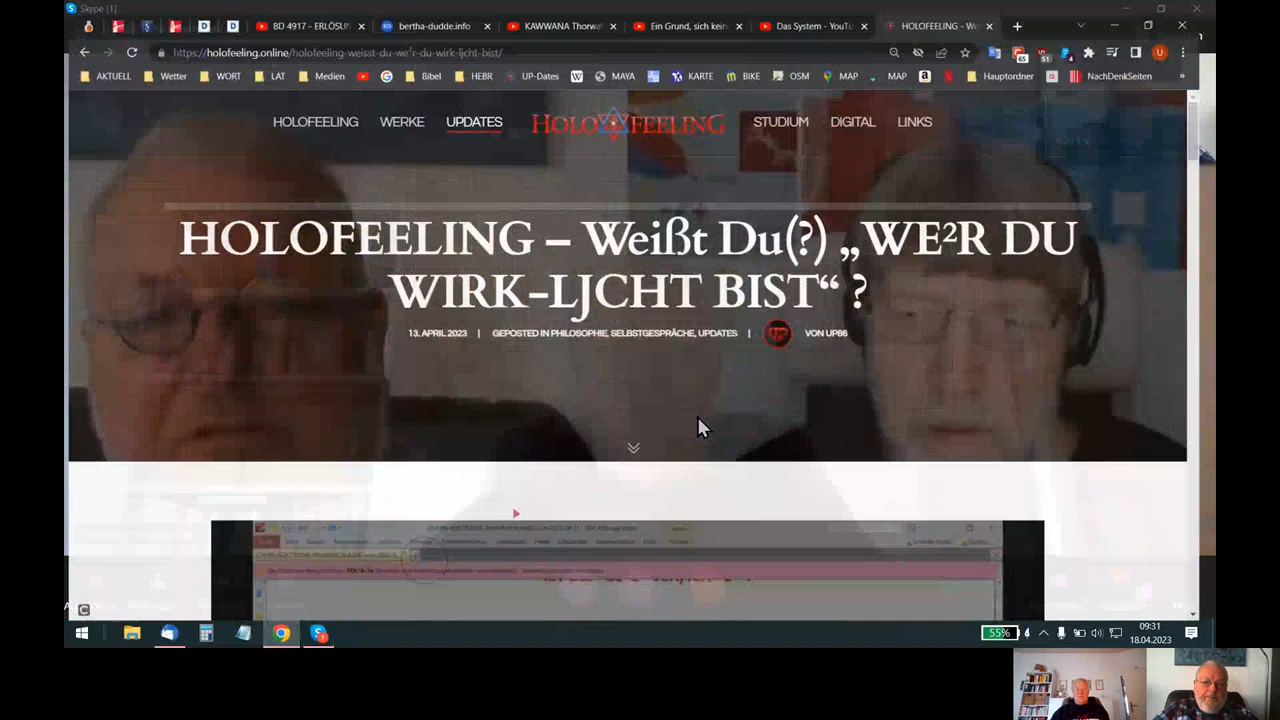 Skype [1]
BD 4917 - ERLÖSUN
bertha-dudde.info
KAWWANA Thorwa
Ein Grund, sich kein
Das System - YouTu
HOLOFEELING - We
https://holofeeling.online/holofeeling-weisst-du-we²r-du-wirk-ljcht-bist/
AKTUELL
Wetter
WORT
LAT
Medien
Bibel
HEBR
UP-Dates
MAYA
KARTE
BIKE
OSM
MAP
MAP
Hauptordner
NachDenkSeiten
HOLOFEELING
WERKE
UPDATES
HOLOFEELING
STUDIUM
DIGITAL
LINKS
HOLOFEELING – Weißt Du(?) „WE²R DU
WIRK-LJCHT BIST“ ?
13. APRIL 2023 | GEPOSTED IN PHILOSOPHIE, SELBSTGESPRÄCHE, UPDATES | UP VON UP86
55%
09:31
18.04.2023